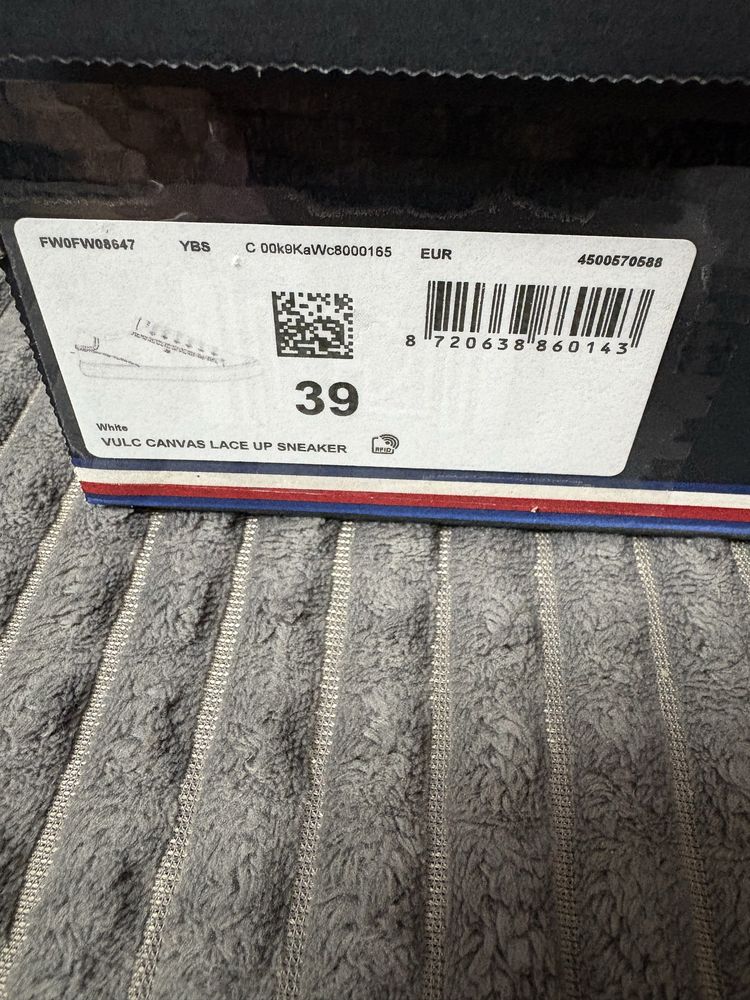 FW0FW08647 YBS C 00k9KaWc8000165 EUR 4500570588
8 720638 860143
39
White
VULC CANVAS LACE UP SNEAKER RFID